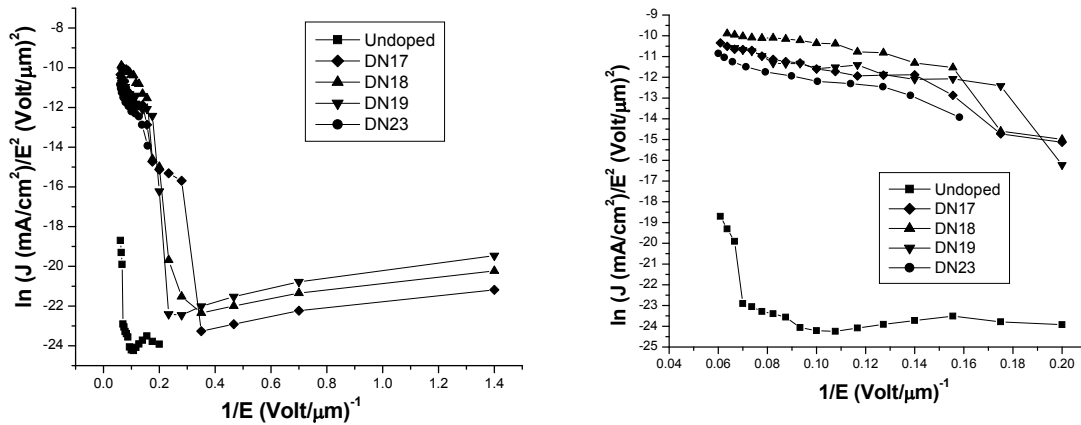 -8
-10
-12
-14
-16
-18
-20
-22
-24
ln (J (mA/cm²)/E² (Volt/μm)²)
Undoped
DN17
DN18
DN19
DN23
0.0 0.2 0.4 0.6 0.8 1.0 1.2 1.4
1/E (Volt/μm)⁻¹
-9
-10
-11
-12
-13
-14
-15
-16
-17
-18
-19
-20
-21
-22
-23
-24
-25
ln (J (mA/cm²)/E² (Volt/μm)²)
Undoped
DN17
DN18
DN19
DN23
0.04 0.06 0.08 0.10 0.12 0.14 0.16 0.18 0.20
1/E (Volt/μm)⁻¹